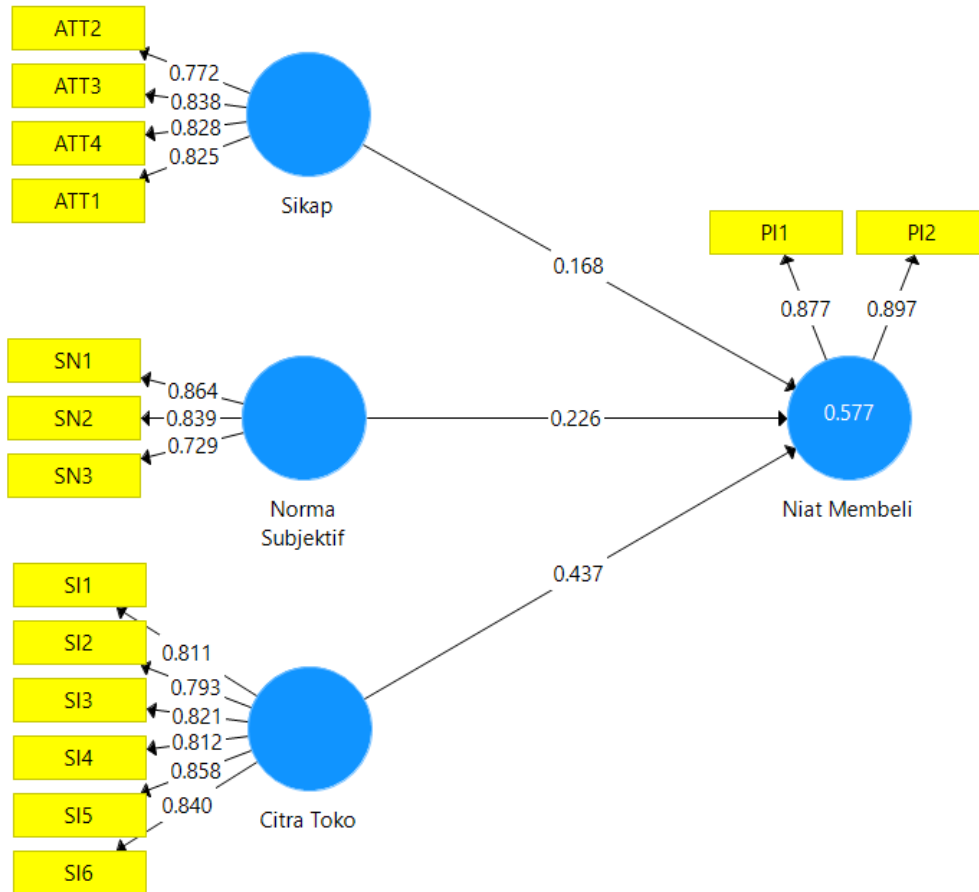 ATT2
0.772
ATT3
0.838
ATT4
0.828
ATT1
0.825
Sikap
0.168
PI1
PI2
0.877
0.897
0.577
Niat Membeli
SN1
0.864
SN2
0.839
SN3
0.729
0.226
Norma
Subjektif
0.437
SI1
0.811
SI2
0.793
SI3
0.821
SI4
0.812
SI5
0.858
SI6
0.840
Citra Toko